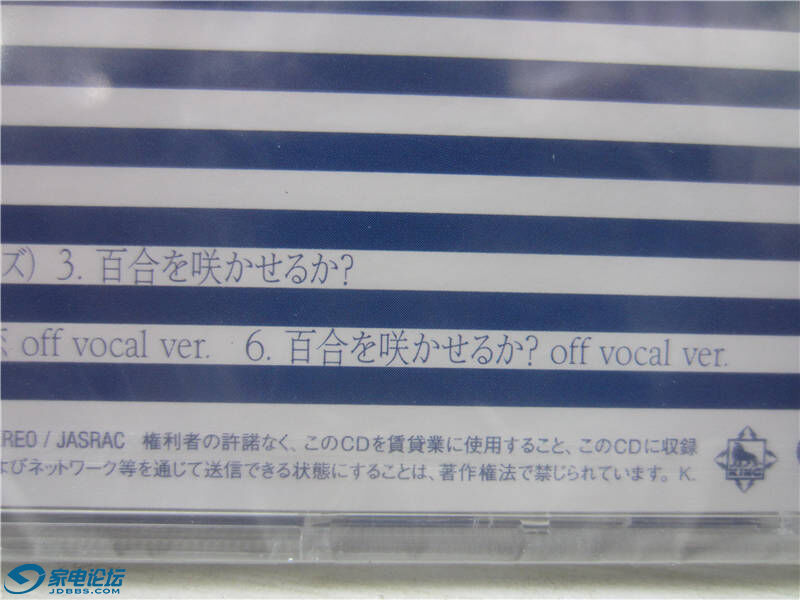 ズ) 3. 百合を咲かせるか?
off vocal ver. 6. 百合を咲かせるか? off vocal ver.
REO / JASRAC 権利者の許諾なく、このCDを賃貸業に使用すること、このCDに収録
よびネットワーク等を通じて送信できる状態にすることは、著作権法で禁じられています。K.
KING
家电论坛
JDBBS.COM